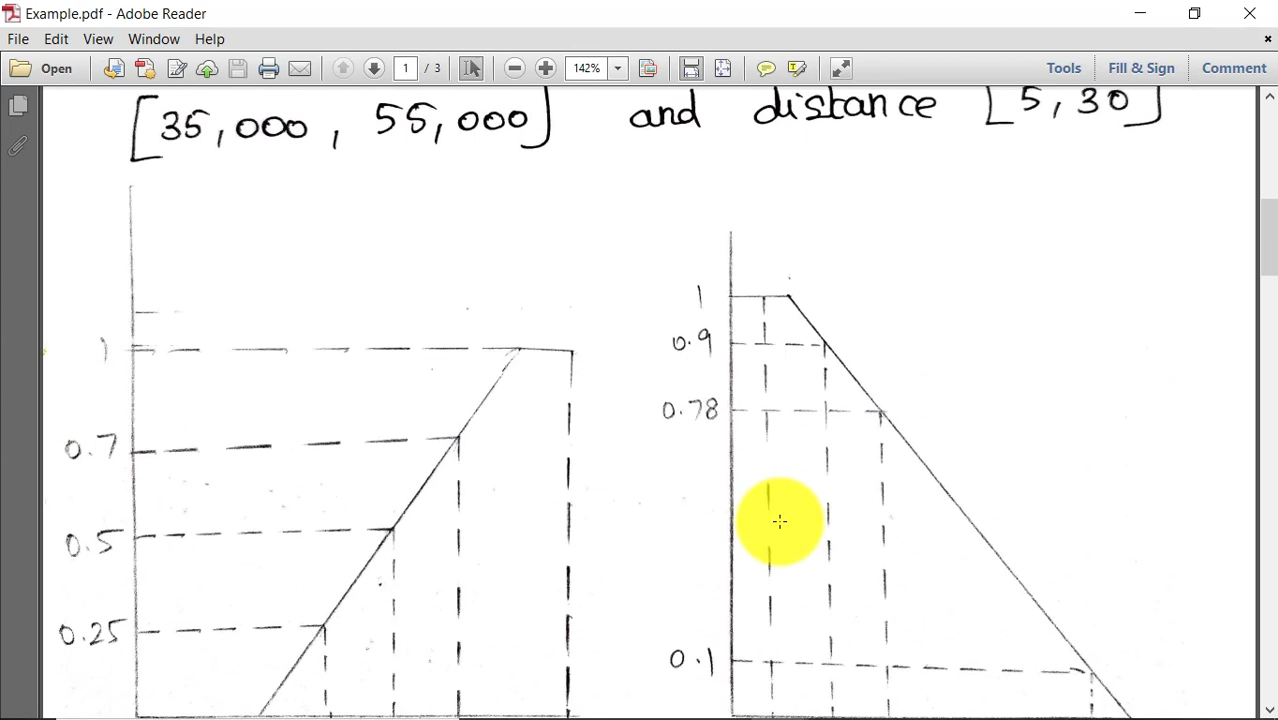 Example.pdf - Adobe Reader
File Edit View Window Help
Open 1 / 3 142% Tools Fill & Sign Comment
[35,000, 55,000] and distance [5, 30]
1
0.7
0.5
0.25
1
0.9
0.78
0.1